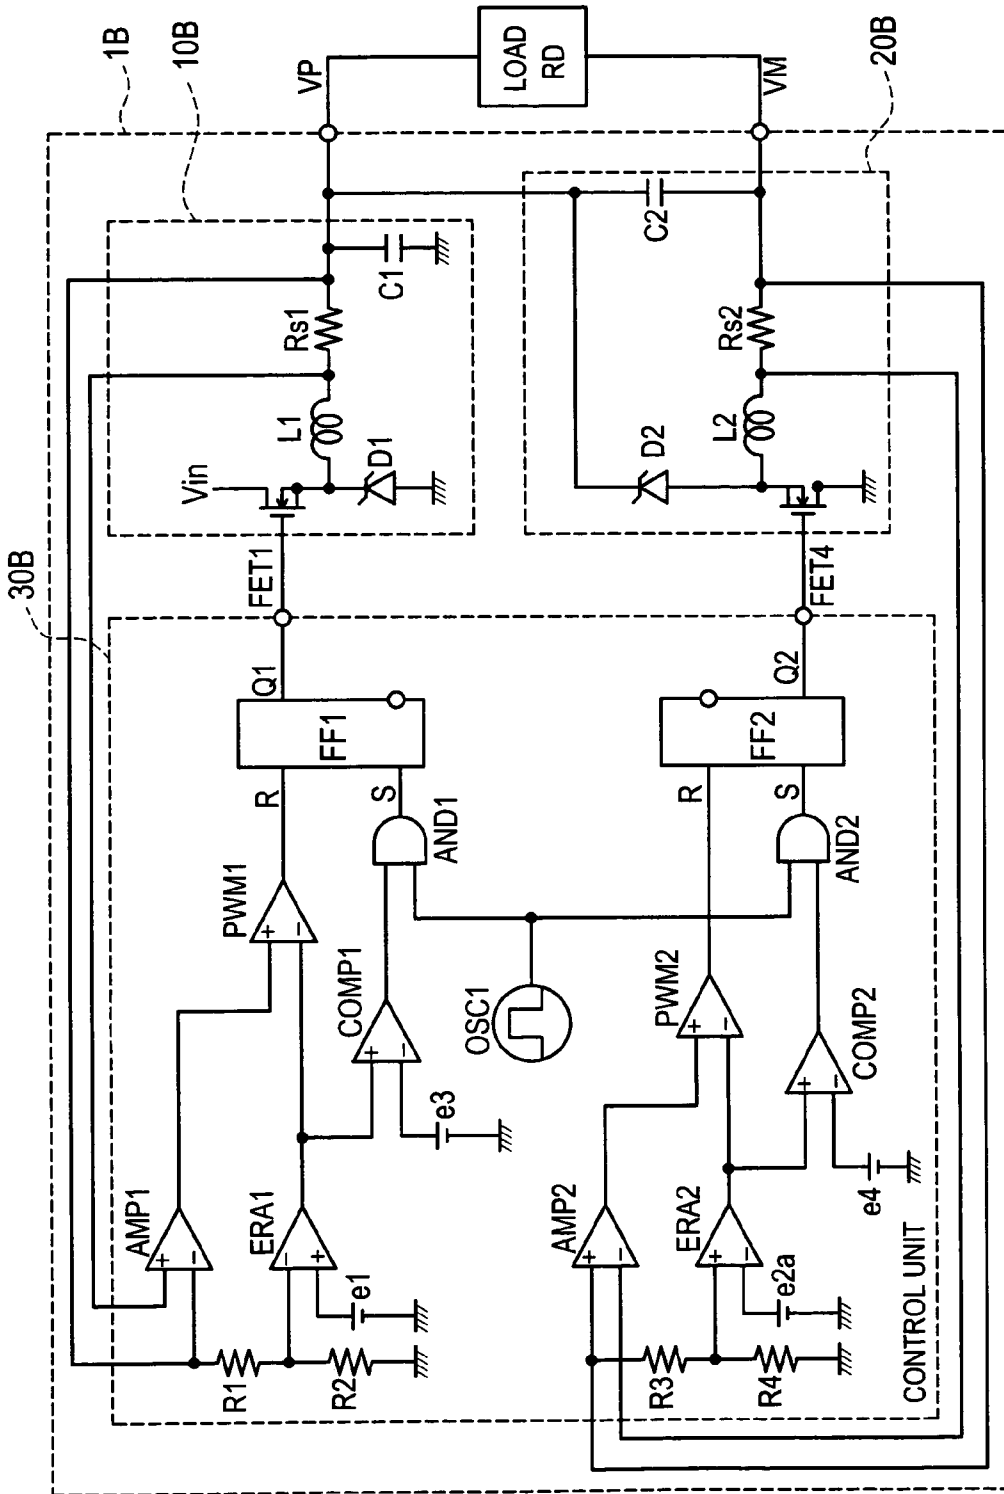 1B
10B
VP
LOAD
RD
VM
20B
C1
C2
Rs1
Rs2
L1
D1
Vin
D2
L2
30B
FET1
FET4
Q1
Q2
FF1
FF2
R
S
R
S
AND1
AND2
PWM1
+
−
COMP1
+
−
OSC1
PWM2
+
−
COMP2
+
−
e3
e4
AMP1
+
−
ERA1
−
+
e1
AMP2
+
−
ERA2
+
−
e2a
R1
R2
R3
R4
CONTROL UNIT